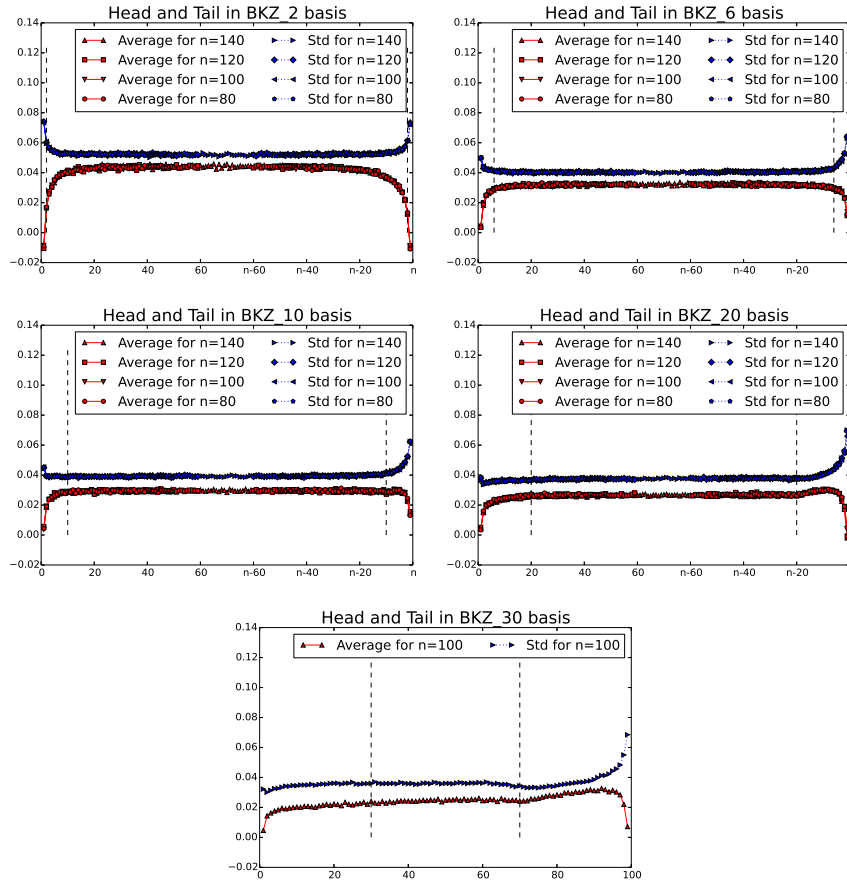 Head and Tail in BKZ_2 basis
0.14
0.12
0.10
0.08
0.06
0.04
0.02
0.00
−0.02
Average for n=140
Average for n=120
Average for n=100
Average for n=80
Std for n=140
Std for n=120
Std for n=100
Std for n=80
0 20 40 60 n-60 n-40 n-20 n
Head and Tail in BKZ_6 basis
0.14
0.12
0.10
0.08
0.06
0.04
0.02
0.00
−0.02
Average for n=140
Average for n=120
Average for n=100
Average for n=80
Std for n=140
Std for n=120
Std for n=100
Std for n=80
0 20 40 60 n-60 n-40 n-20
Head and Tail in BKZ_10 basis
0.14
0.12
0.10
0.08
0.06
0.04
0.02
0.00
−0.02
Average for n=140
Average for n=120
Average for n=100
Average for n=80
Std for n=140
Std for n=120
Std for n=100
Std for n=80
0 20 40 60 n-60 n-40 n-20 n
Head and Tail in BKZ_20 basis
0.14
0.12
0.10
0.08
0.06
0.04
0.02
0.00
−0.02
Average for n=140
Average for n=120
Average for n=100
Average for n=80
Std for n=140
Std for n=120
Std for n=100
Std for n=80
0 20 40 60 n-60 n-40 n-20
Head and Tail in BKZ_30 basis
0.14
0.12
0.10
0.08
0.06
0.04
0.02
0.00
−0.02
Average for n=100
Std for n=100
0 20 40 60 80 100